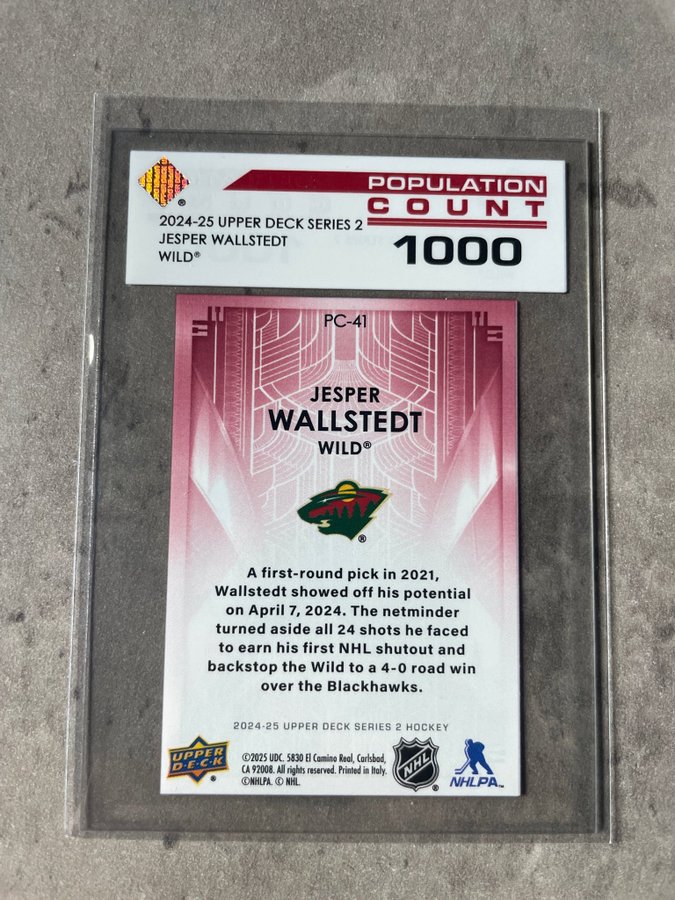 POPULATION
COUNT
1000
2024-25 UPPER DECK SERIES 2
JESPER WALLSTEDT
WILD®
PC-41
JESPER
WALLSTEDT
WILD®
A first-round pick in 2021,
Wallstedt showed off his potential
on April 7, 2024. The netminder
turned aside all 24 shots he faced
to earn his first NHL shutout and
backstop the Wild to a 4-0 road win
over the Blackhawks.
2024-25 UPPER DECK SERIES 2 HOCKEY
UPPER
D·E·C·K
©2025 UDC. 5830 El Camino Real, Carlsbad,
CA 92008. All rights reserved. Printed in Italy.
©NHLPA. © NHL.
NHL
NHLPA™